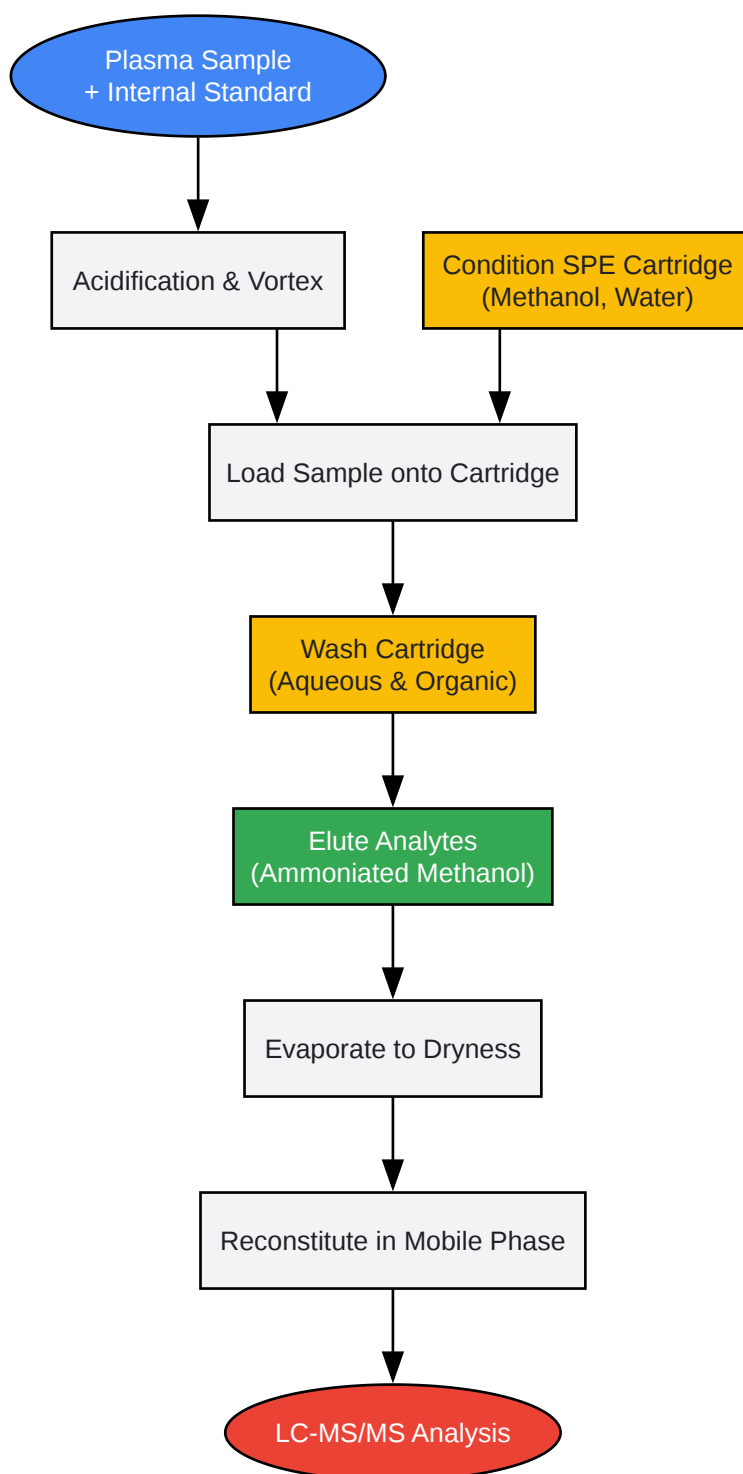 Plasma Sample
+ Internal Standard
Acidification & Vortex
Condition SPE Cartridge
(Methanol, Water)
Load Sample onto Cartridge
Wash Cartridge
(Aqueous & Organic)
Elute Analytes
(Ammoniated Methanol)
Evaporate to Dryness
Reconstitute in Mobile Phase
LC-MS/MS Analysis